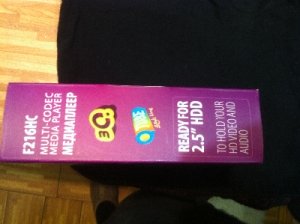 F216HC
MULTI-CODEC
MEDIA PLAYER
МЕДИАПЛЕЕР
3Q
READY FOR
2.5" HDD
TO HOLD YOUR
HD VIDEO AND
AUDIO